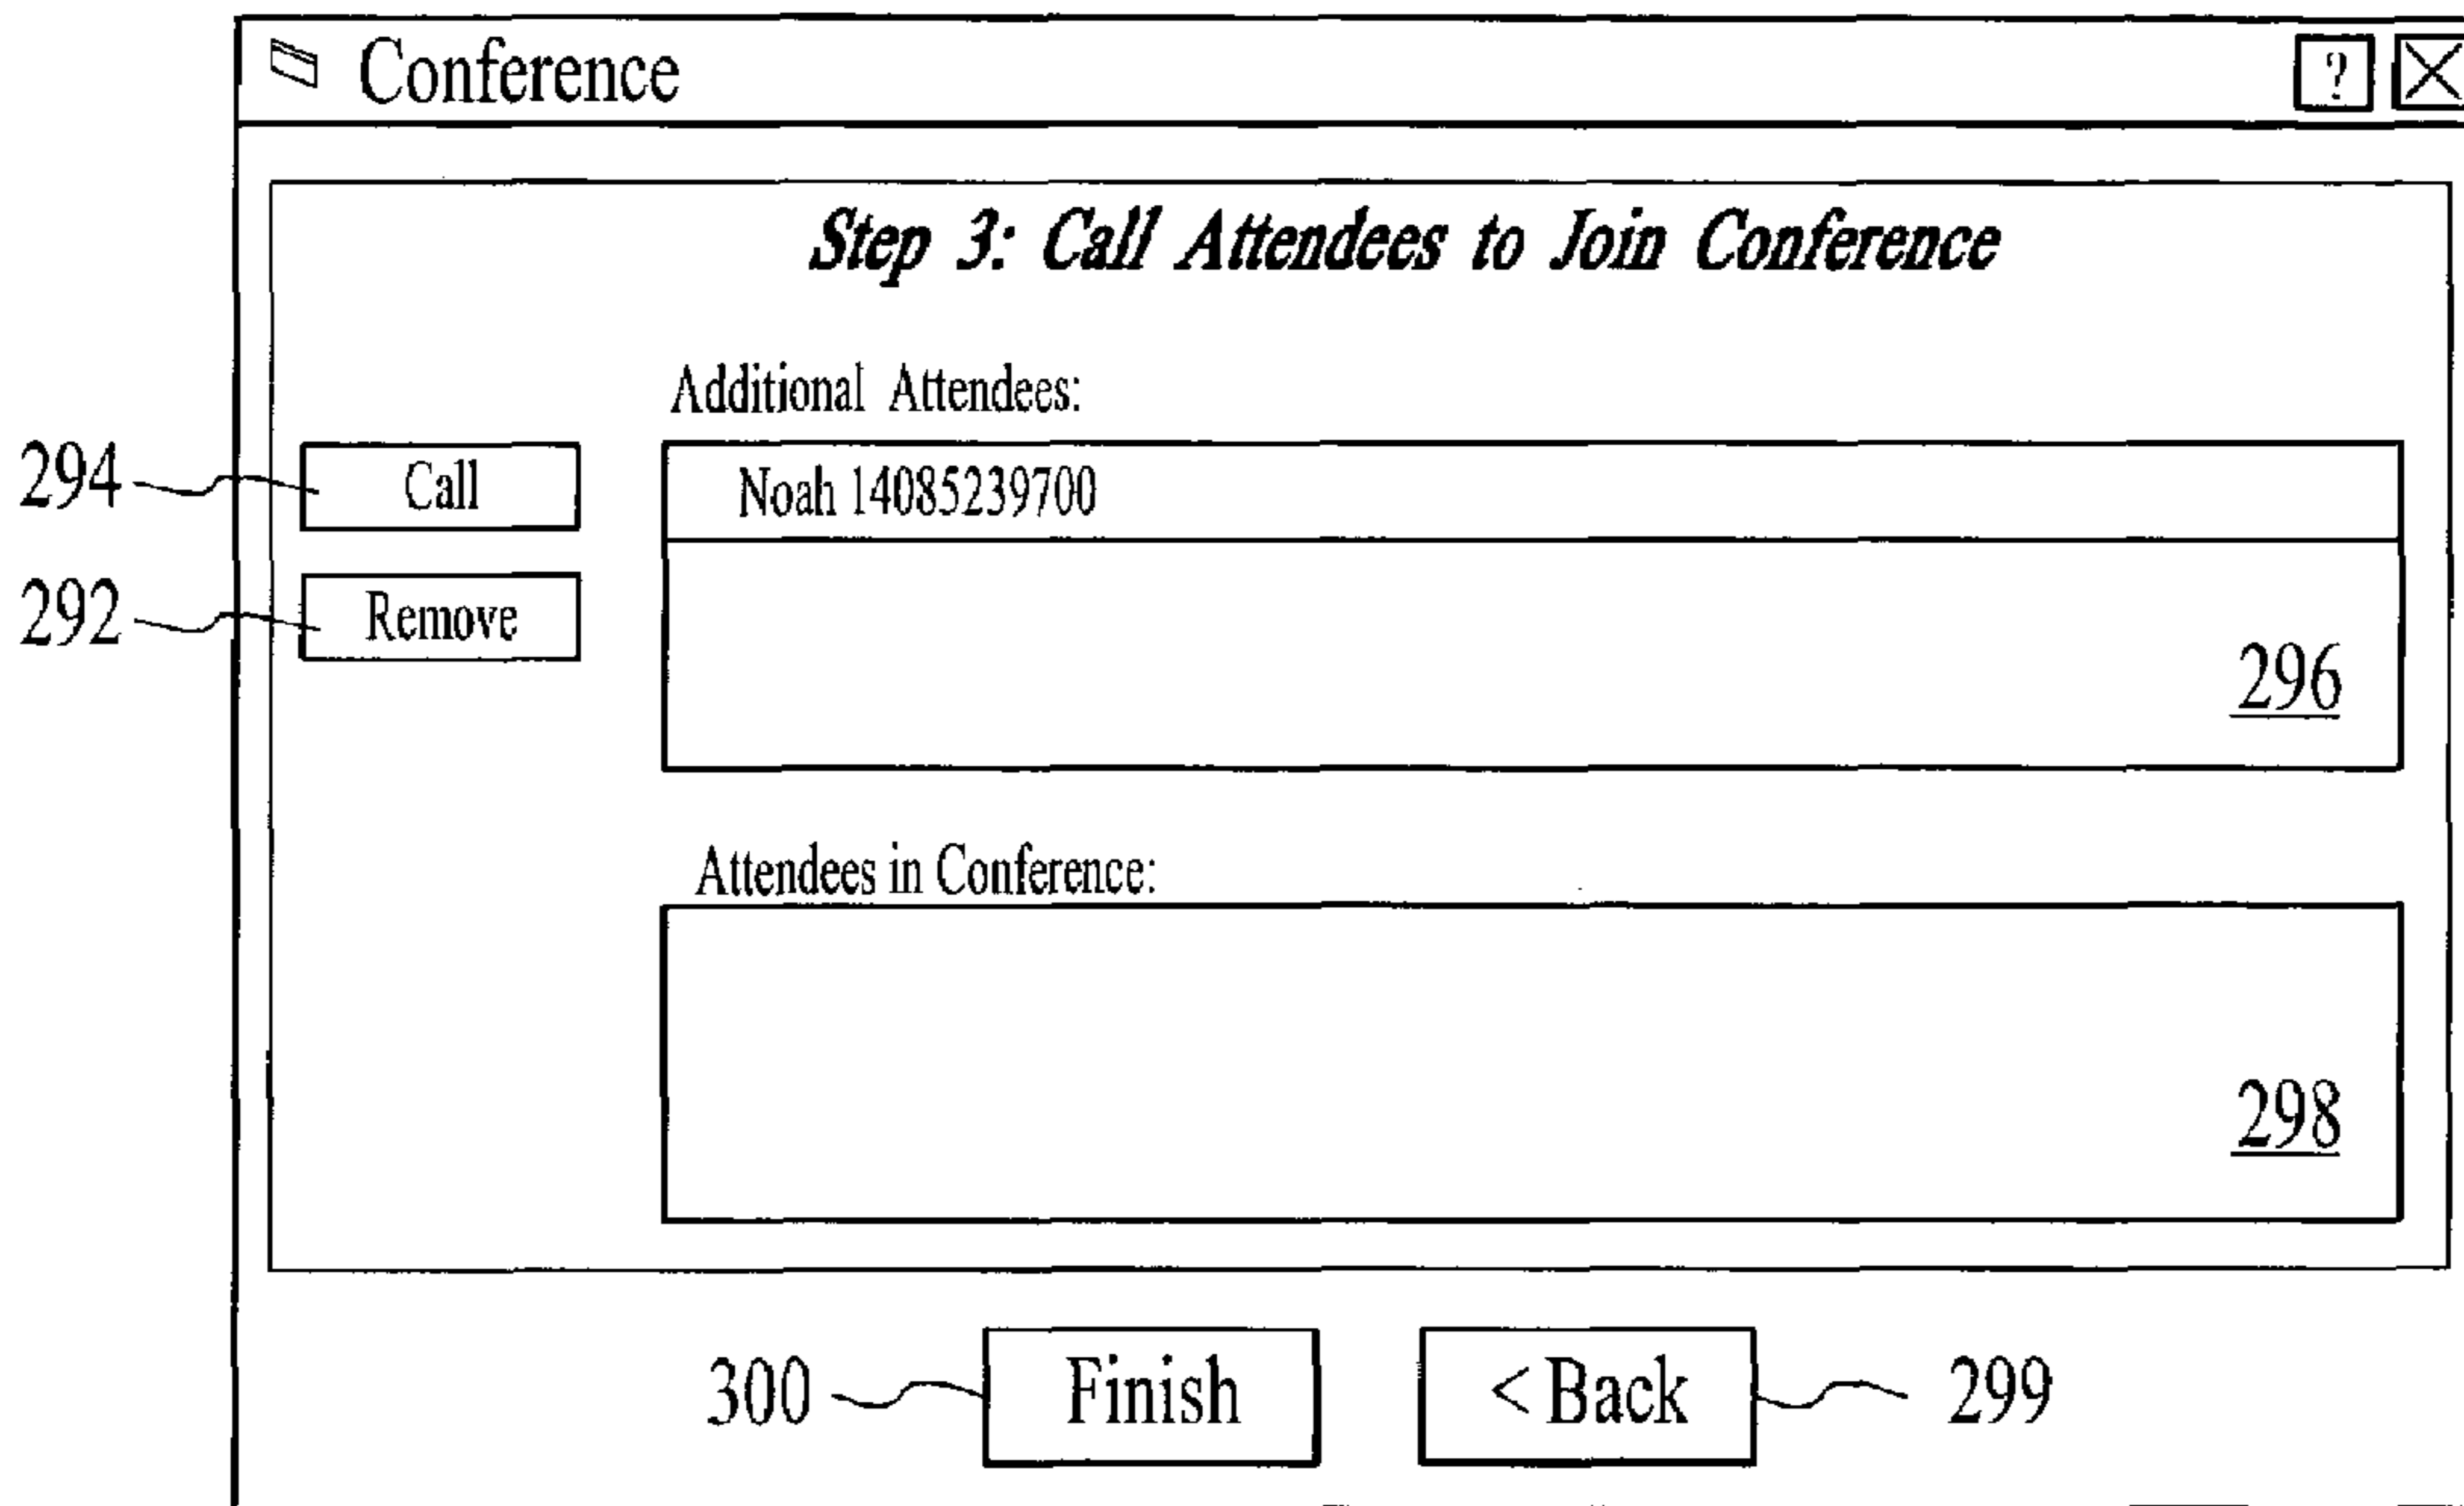 Conference ?
Step 3: Call Attendees to Join Conference
Additional Attendees:
294 Call Noah 14085239700
292 Remove
296
Attendees in Conference:
298
300 Finish < Back 299